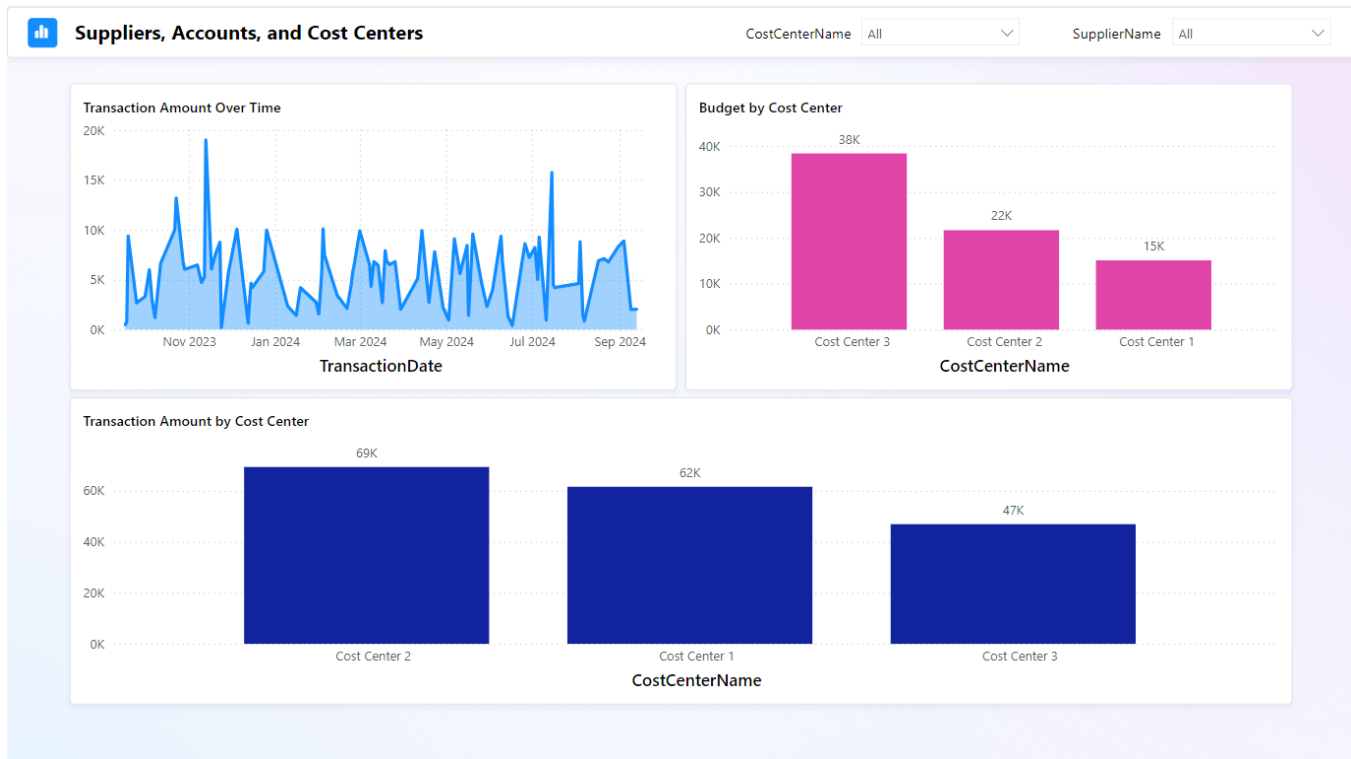 Suppliers, Accounts, and Cost Centers
CostCenterName All
SupplierName All
Transaction Amount Over Time
20K
15K
10K
5K
0K
Nov 2023 Jan 2024 Mar 2024 May 2024 Jul 2024 Sep 2024
TransactionDate
Budget by Cost Center
40K
30K
20K
10K
0K
38K
22K
15K
Cost Center 3 Cost Center 2 Cost Center 1
CostCenterName
Transaction Amount by Cost Center
60K
40K
20K
0K
69K
62K
47K
Cost Center 2 Cost Center 1 Cost Center 3
CostCenterName